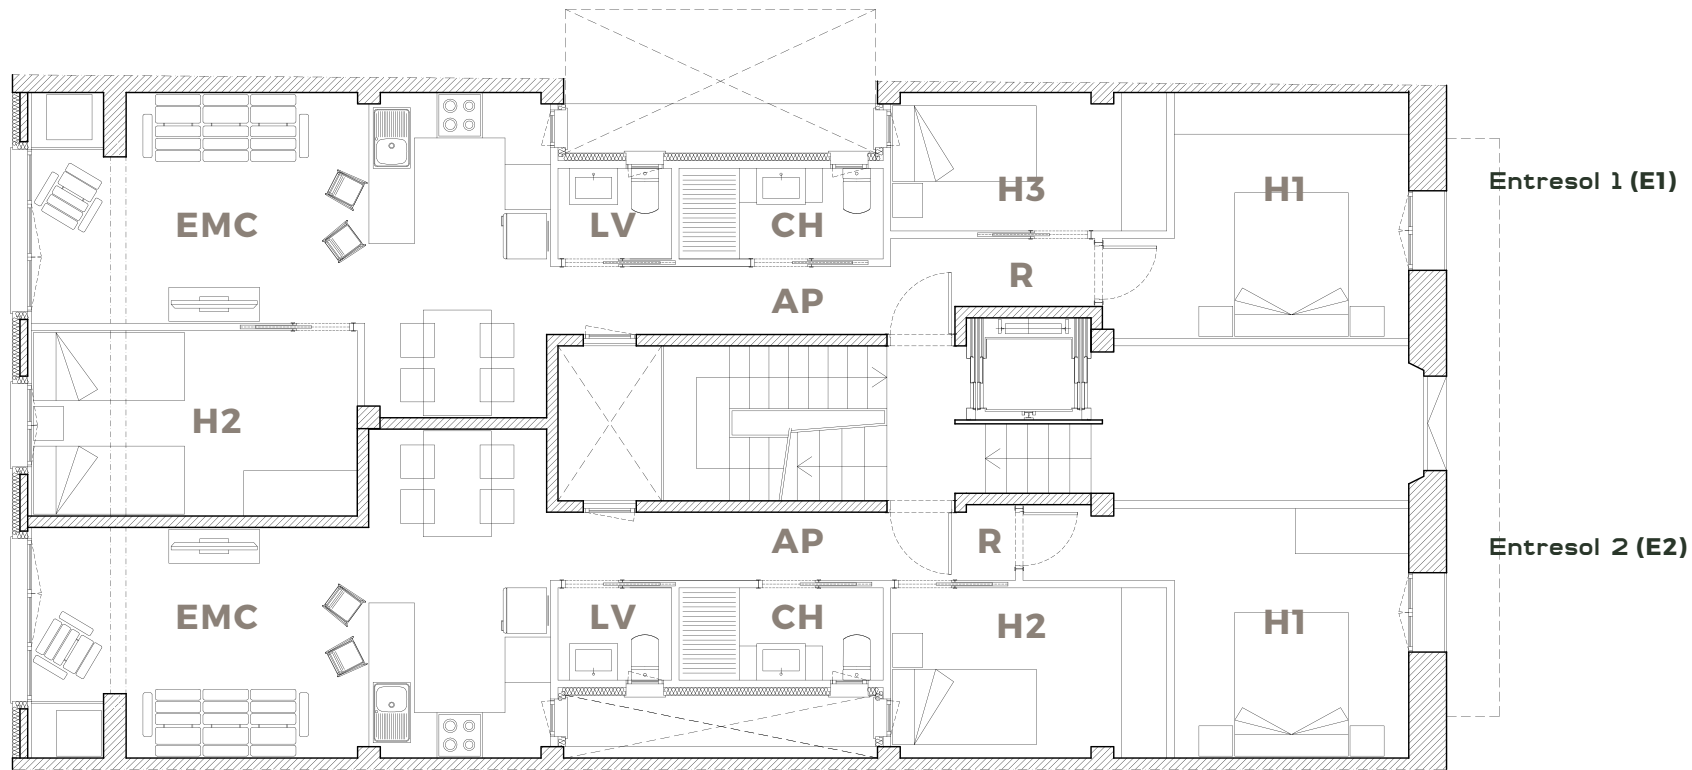 H3
H1
Entresol 1 (E1)
EMC
LV
CH
R
AP
H2
AP
R
Entresol 2 (E2)
EMC
LV
CH
H2
H1